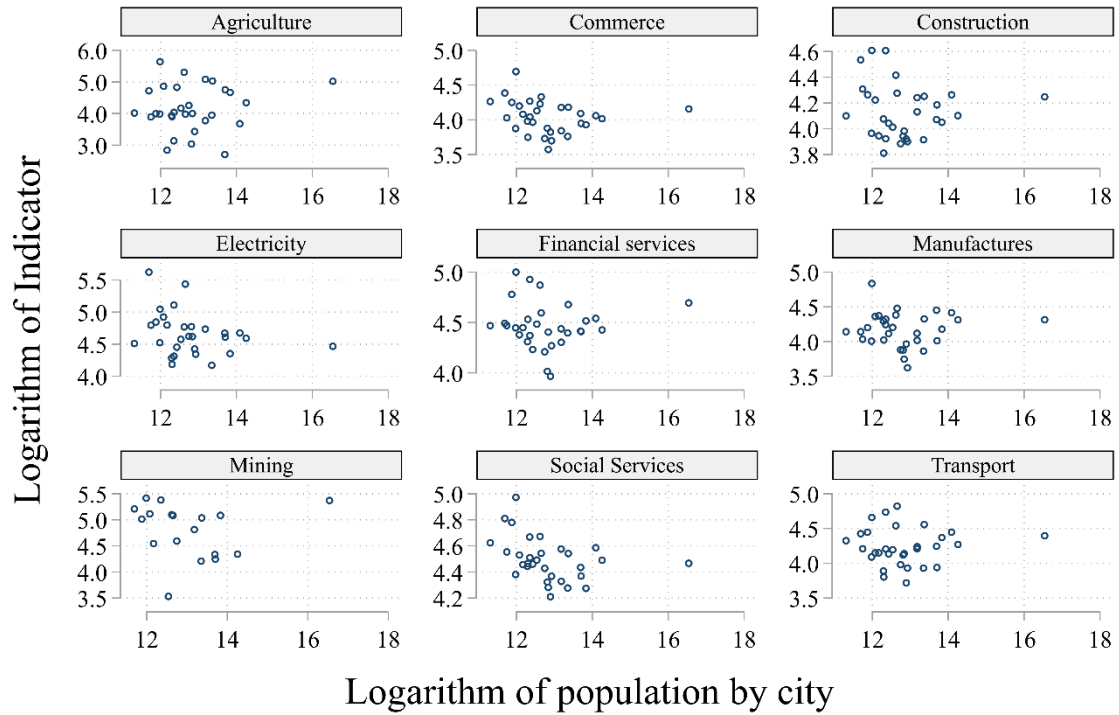 Agriculture
Commerce
Construction
6.0
5.0
4.0
3.0
12 14 16 18
5.0
4.5
4.0
3.5
12 14 16 18
4.6
4.4
4.2
4.0
3.8
12 14 16 18
Electricity
Financial services
Manufactures
5.5
5.0
4.5
4.0
12 14 16 18
5.0
4.5
4.0
12 14 16 18
5.0
4.5
4.0
3.5
12 14 16 18
Mining
Social Services
Transport
5.5
5.0
4.5
4.0
3.5
12 14 16 18
5.0
4.8
4.6
4.4
4.2
12 14 16 18
5.0
4.5
4.0
3.5
12 14 16 18
Logarithm of Indicator
Logarithm of population by city